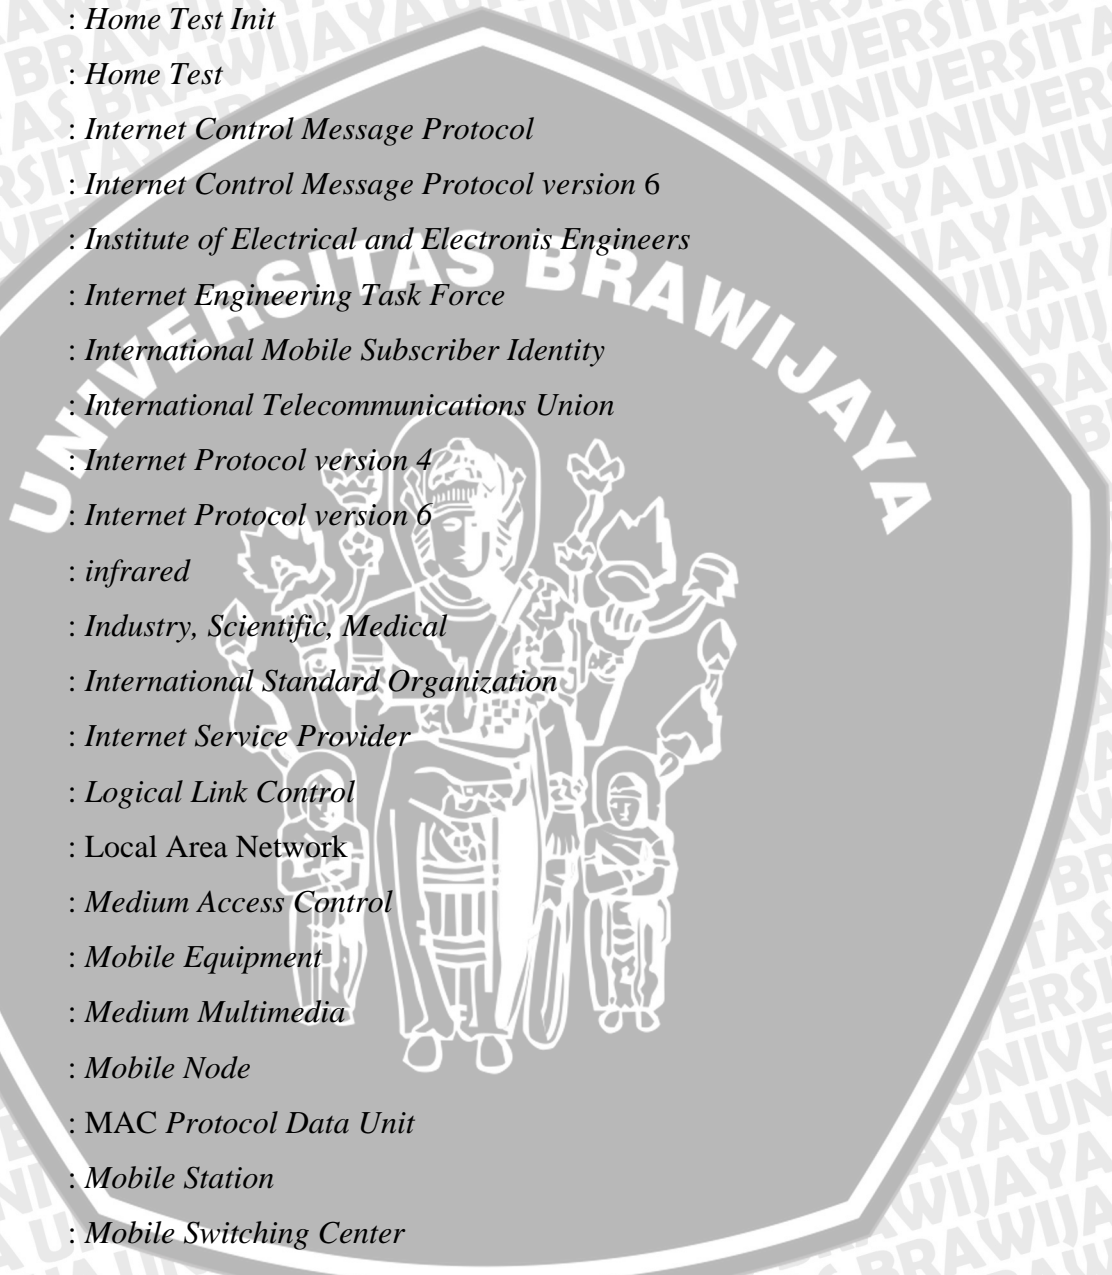 : Home Test Init
: Home Test
: Internet Control Message Protocol
: Internet Control Message Protocol version 6
: Institute of Electrical and Electronis Engineers
: Internet Engineering Task Force
: International Mobile Subscriber Identity
: International Telecommunications Union
: Internet Protocol version 4
: Internet Protocol version 6
: infrared
: Industry, Scientific, Medical
: International Standard Organization
: Internet Service Provider
: Logical Link Control
: Local Area Network
: Medium Access Control
: Mobile Equipment
: Medium Multimedia
: Mobile Node
: MAC Protocol Data Unit
: Mobile Station
: Mobile Switching Center
UNIVERSITAS BRAWIJAYA